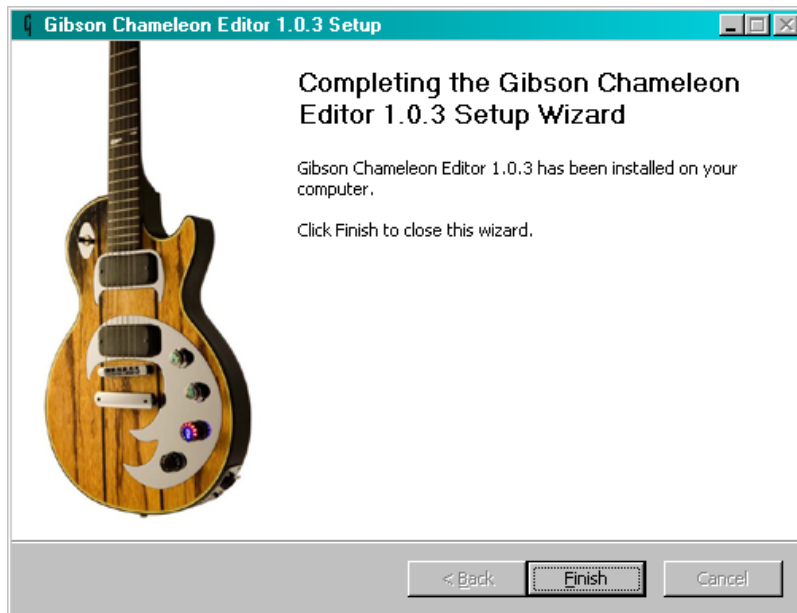 Gibson Chameleon Editor 1.0.3 Setup
Completing the Gibson Chameleon
Editor 1.0.3 Setup Wizard
Gibson Chameleon Editor 1.0.3 has been installed on your
computer.
Click Finish to close this wizard.
< Back
Finish
Cancel